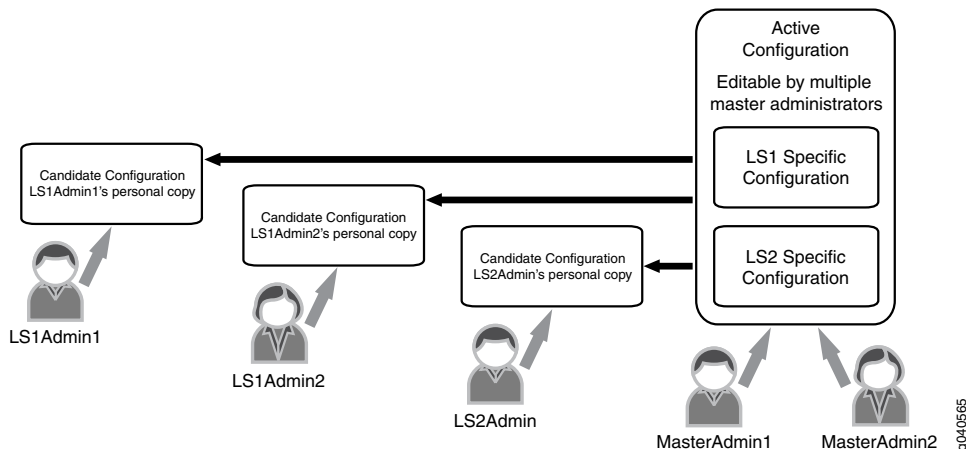 Active
Configuration
Editable by multiple
master administrators
LS1 Specific
Configuration
LS2 Specific
Configuration
Candidate Configuration
LS1Admin1's personal copy
Candidate Configuration
LS1Admin2's personal copy
Candidate Configuration
LS2Admin's personal copy
LS1Admin1
LS1Admin2
LS2Admin
MasterAdmin1
MasterAdmin2
g040565